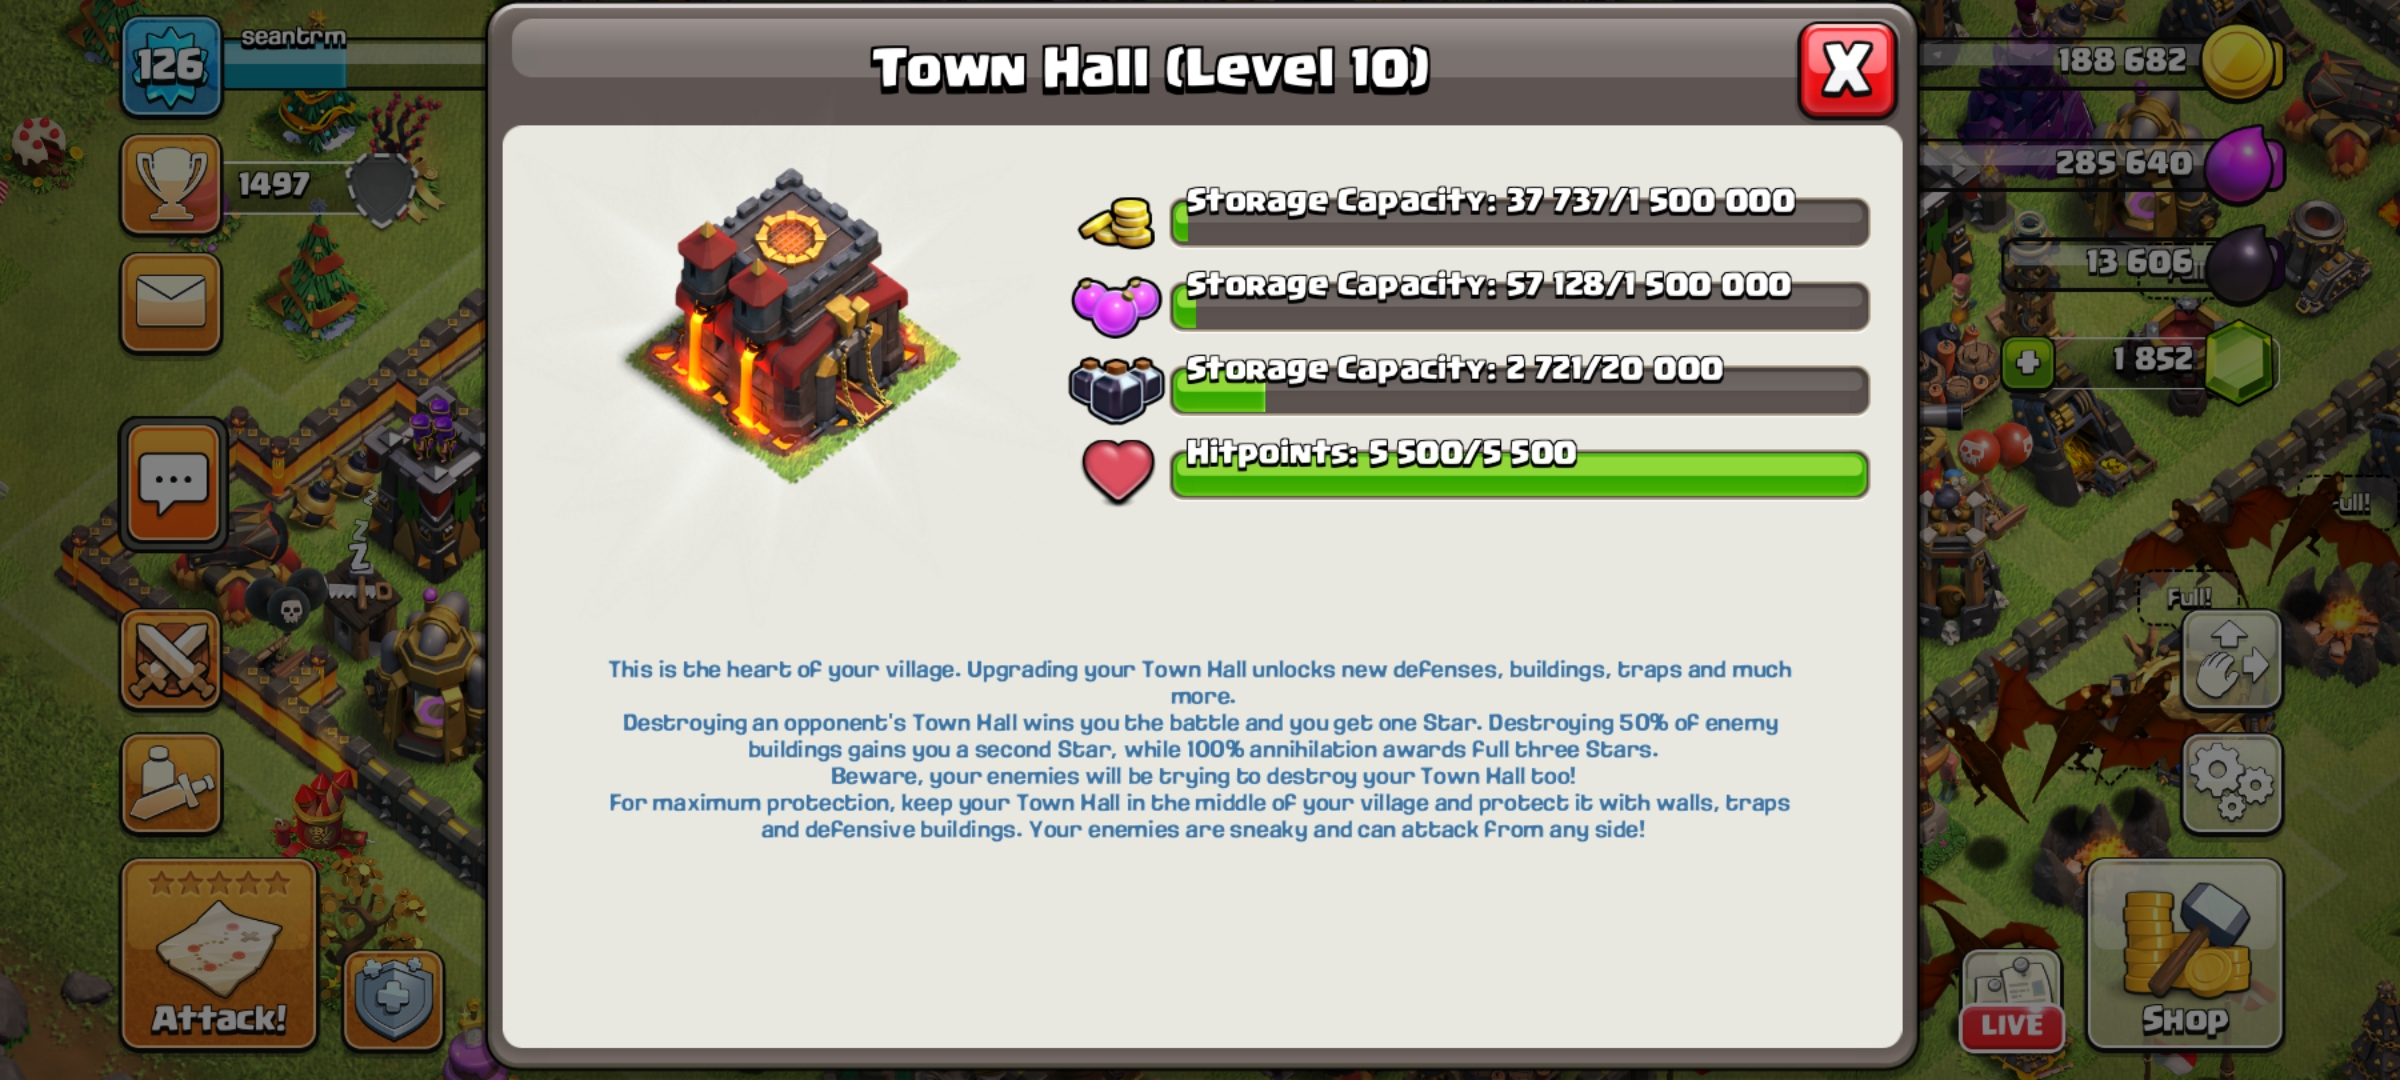 126
seantrm
Town Hall (Level 10)
X
188 682
1497
285 640
13 606
1 852
Storage Capacity: 37 737/1 500 000
Storage Capacity: 57 128/1 500 000
Storage Capacity: 2 721/20 000
Hitpoints: 5 500/5 500
z
z
Z
Full!
This is the heart of your village. Upgrading your Town Hall unlocks new defenses, buildings, traps and much
more.
Destroying an opponent's Town Hall wins you the battle and you get one Star. Destroying 50% of enemy
buildings gains you a second Star, while 100% annihilation awards full three Stars.
Beware, your enemies will be trying to destroy your Town Hall too!
For maximum protection, keep your Town Hall in the middle of your village and protect it with walls, traps
and defensive buildings. Your enemies are sneaky and can attack from any side!
Attack!
LIVE
Shop